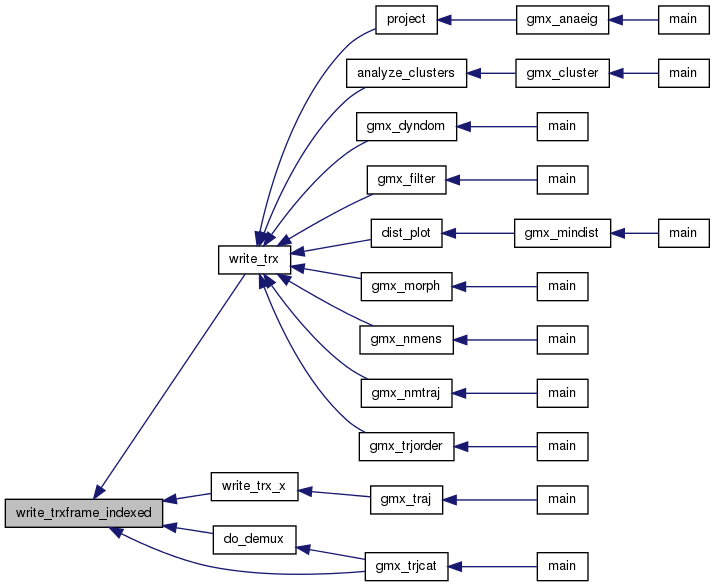 project
gmx_anaeig
main
analyze_clusters
gmx_cluster
main
gmx_dyndom
main
gmx_filter
main
dist_plot
gmx_mindist
main
write_trx
gmx_morph
main
gmx_nmens
main
gmx_nmtraj
main
gmx_trjorder
main
write_trx_x
gmx_traj
main
write_trxframe_indexed
do_demux
gmx_trjcat
main